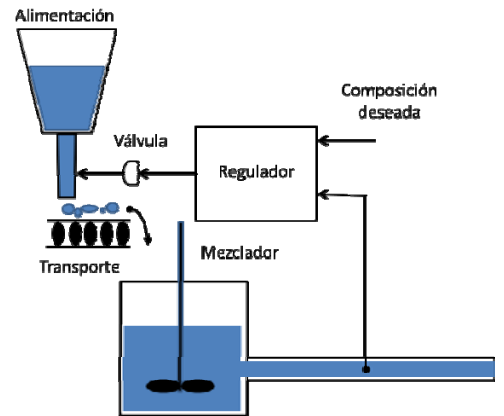 Alimentación
Composición
deseada
Válvula
Regulador
Mezclador
Transporte